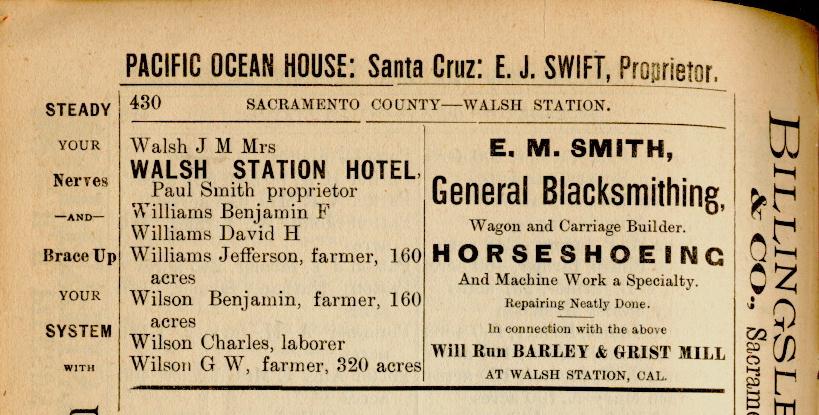 PACIFIC OCEAN HOUSE: Santa Cruz: E. J. SWIFT, Proprietor.
STEADY
YOUR
Nerves
—AND—
Brace Up
YOUR
SYSTEM
WITH
430 SACRAMENTO COUNTY—WALSH STATION.
Walsh J M Mrs
WALSH STATION HOTEL,
Paul Smith proprietor
Williams Benjamin F
Williams David H
Williams Jefferson, farmer, 160
acres
Wilson Benjamin, farmer, 160
acres
Wilson Charles, laborer
Wilson G W, farmer, 320 acres
E. M. SMITH,
General Blacksmithing,
Wagon and Carriage Builder.
HORSESHOEING
And Machine Work a Specialty.
Repairing Neatly Done.
In connection with the above
Will Run BARLEY & GRIST MILL
AT WALSH STATION, CAL.
BILLINGSLE
& CO., Sacrame